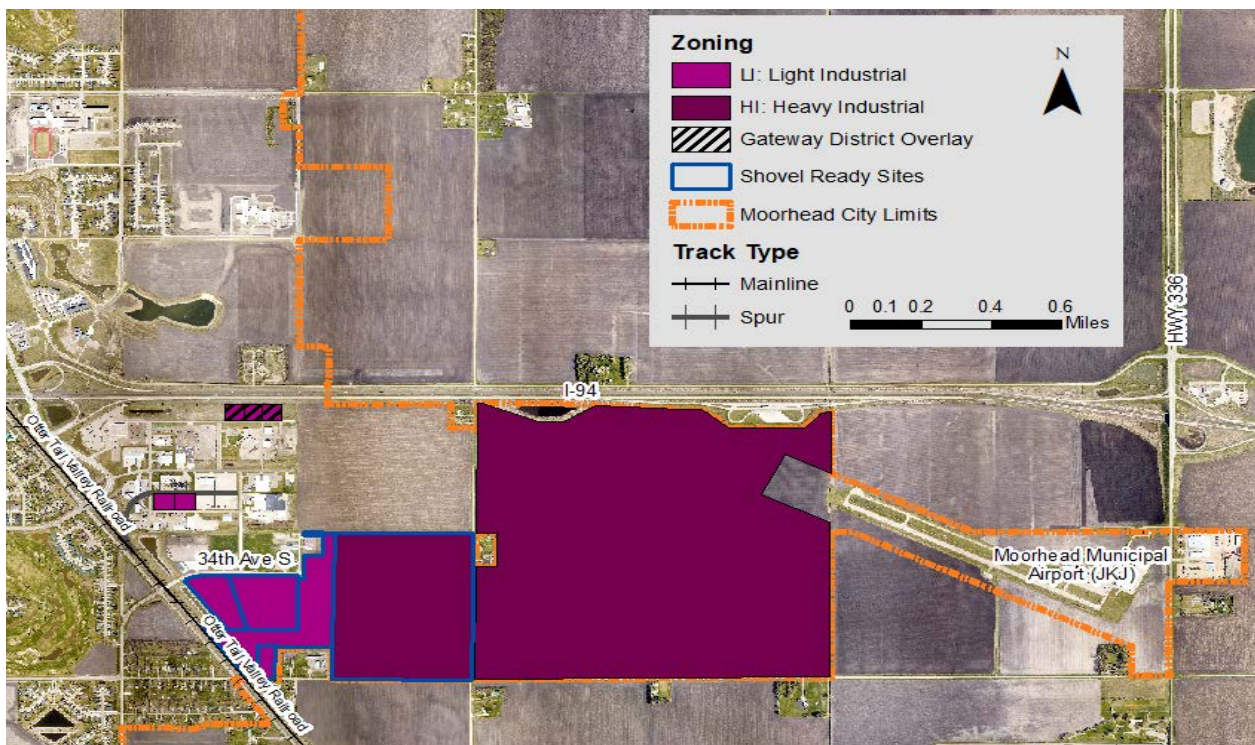 Zoning
N
LI: Light Industrial
HI: Heavy Industrial
Gateway District Overlay
Shovel Ready Sites
Moorhead City Limits
Track Type
Mainline
Spur
0 0.1 0.2 0.4 0.6
Miles
HWY 336
I-94
Otter Tail Valley Railroad
34th Ave S
Moorhead Municipal
Airport (JKJ)
Otter Tail Valley Railroad